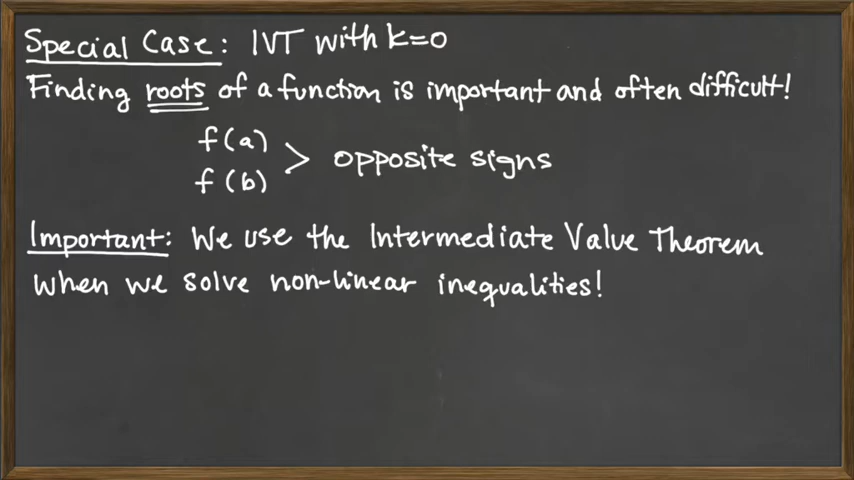 Special Case: IVT with k=0
Finding roots of a function is important and often difficult!
f(a)
> opposite signs
f(b)
Important: We use the Intermediate Value Theorem
when we solve non-linear inequalities!